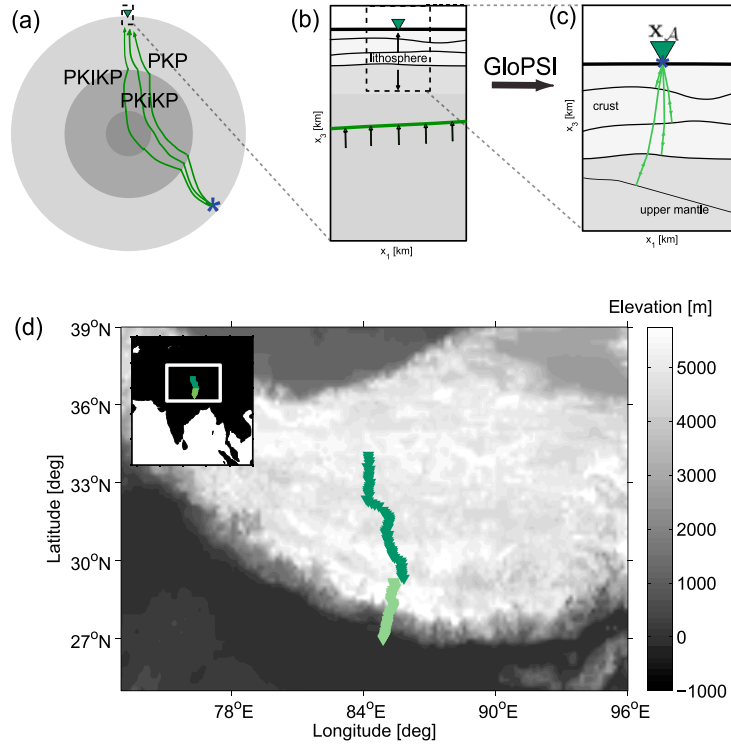 (a)
PKP
PKIKP
PKiKP
(b)
lithosphere
x3 [km]
x1 [km]
GloPSI
(c)
x𝒜
crust
upper mantle
x3 [km]
x1 [km]
(d)
Elevation [m]
39°N
36°N
33°N
30°N
27°N
Latitude [deg]
78°E
84°E
90°E
96°E
Longitude [deg]
5000
4000
3000
2000
1000
0
−1000